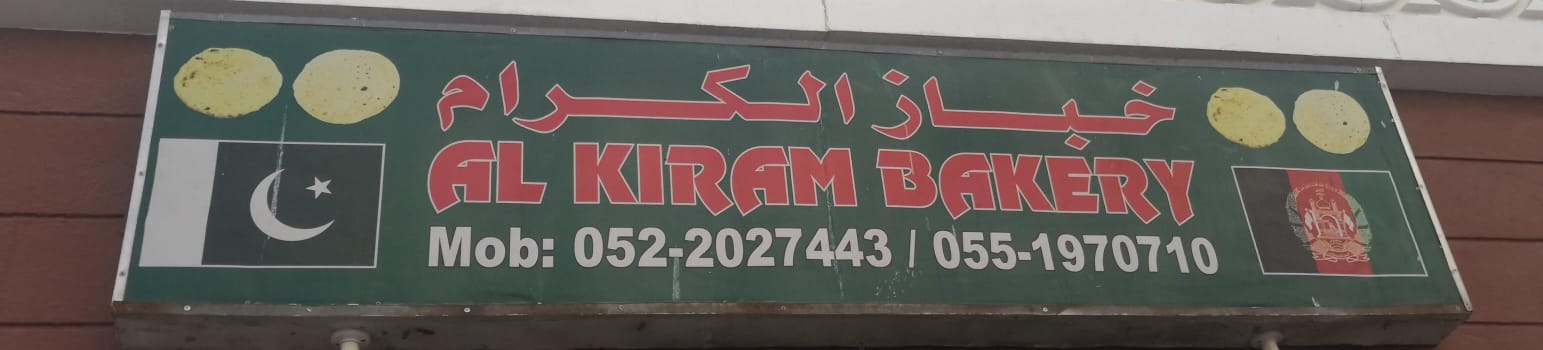 خباز الكرام
AL KIRAM BAKERY
Mob: 052-2027443 / 055-1970710